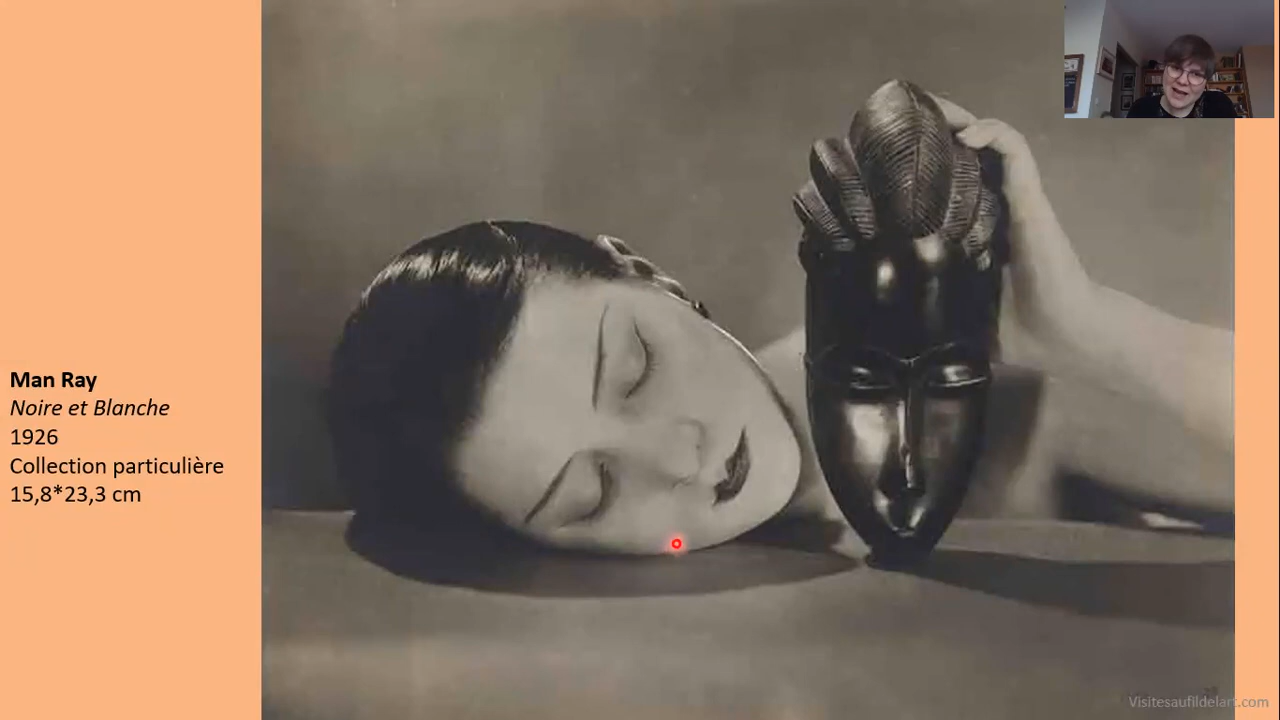 Man Ray
Noire et Blanche
1926
Collection particulière
15,8*23,3 cm
Visitesaufildelart.com